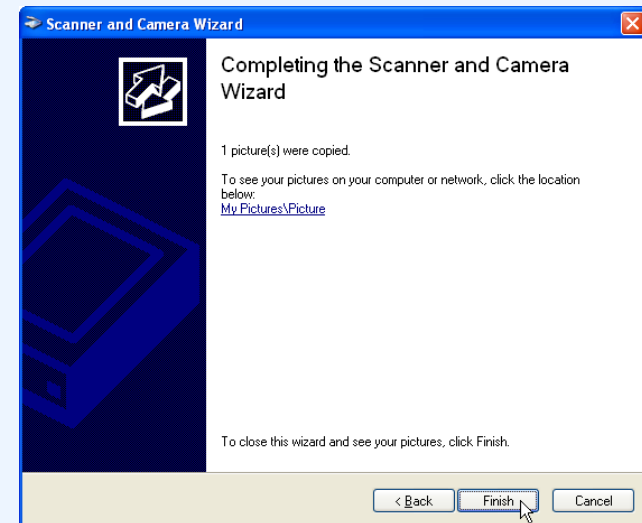 Scanner and Camera Wizard
Completing the Scanner and Camera
Wizard
1 picture(s) were copied.
To see your pictures on your computer or network, click the location
below:
My Pictures\Picture
To close this wizard and see your pictures, click Finish.
< Back
Finish
Cancel